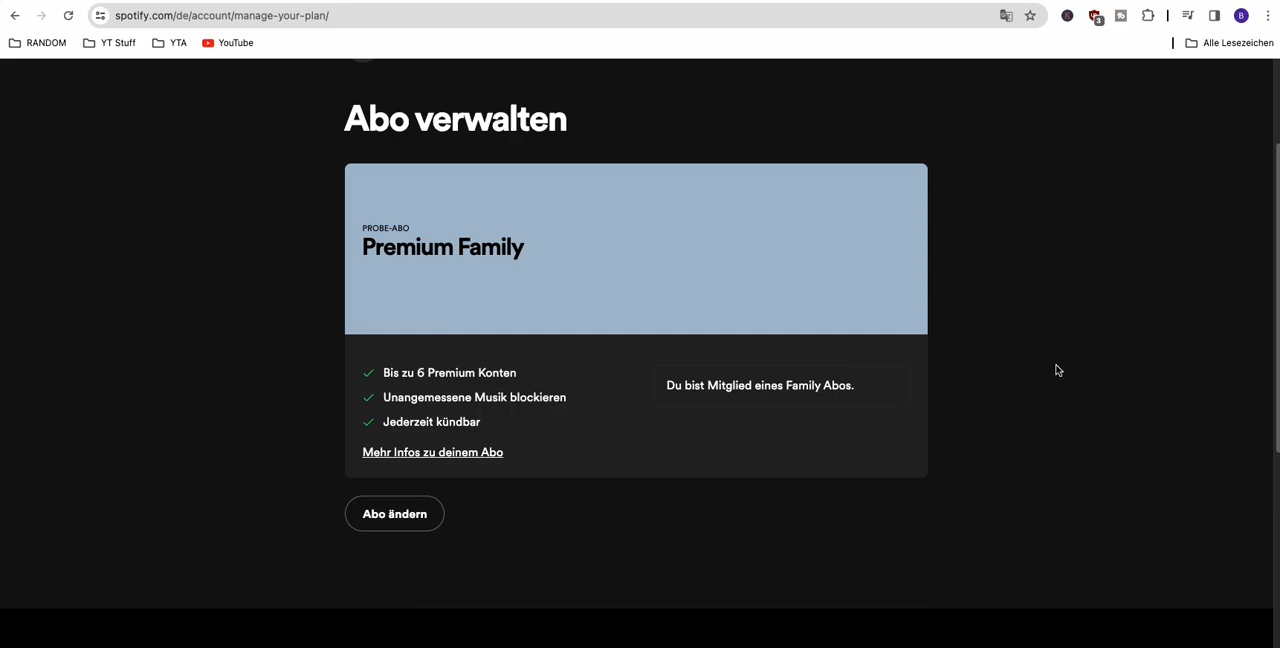 spotify.com/de/account/manage-your-plan/
3
B
RANDOM
YT Stuff
YTA
YouTube
Alle Lesezeichen
Abo verwalten
PROBE-ABO
Premium Family
Bis zu 6 Premium Konten
Unangemessene Musik blockieren
Jederzeit kündbar
Mehr Infos zu deinem Abo
Du bist Mitglied eines Family Abos.
Abo ändern